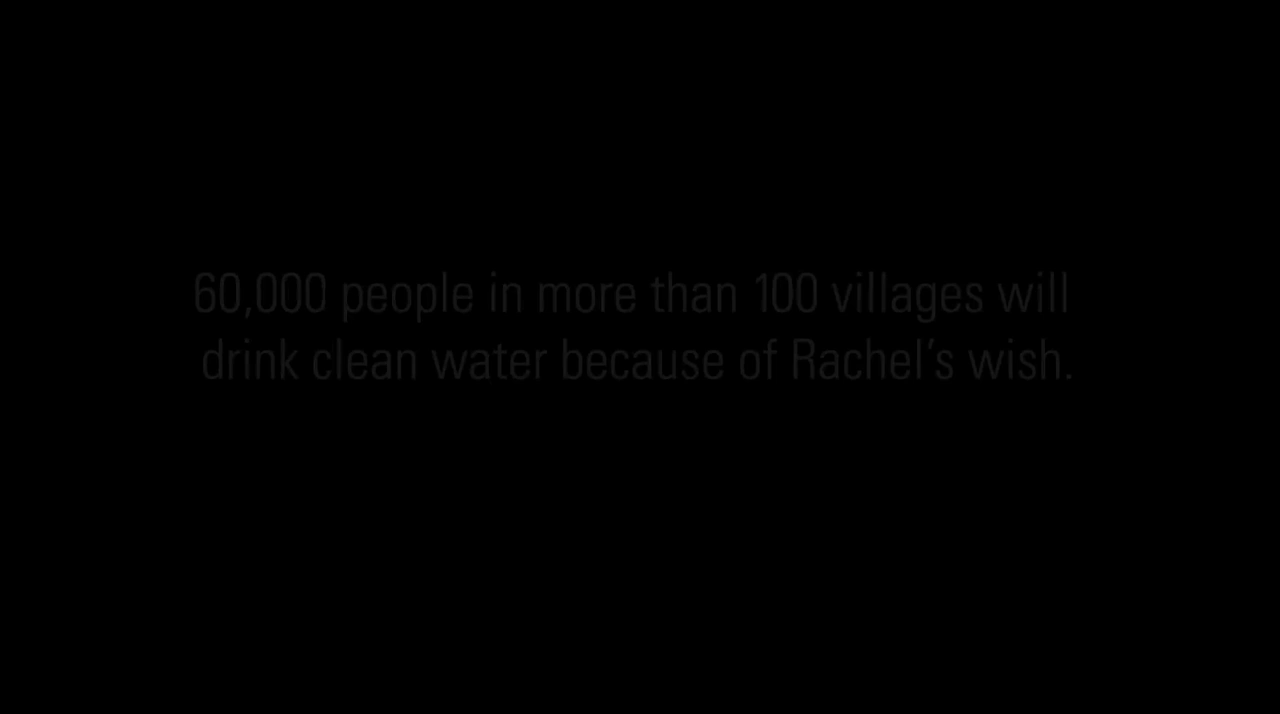 60,000 people in more than 100 villages will
drink clean water because of Rachel's wish.